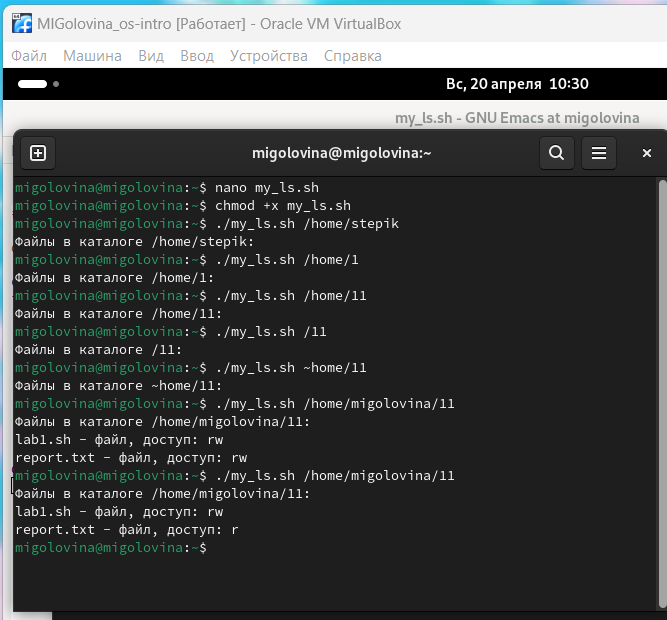 MIGolovina_os-intro [Работает] - Oracle VM VirtualBox
Файл Машина Вид Ввод Устройства Справка
Вс, 20 апреля 10:30
my_ls.sh - GNU Emacs at migolovina
migolovina@migolovina:~
migolovina@migolovina:~$ nano my_ls.sh
migolovina@migolovina:~$ chmod +x my_ls.sh
migolovina@migolovina:~$ ./my_ls.sh /home/stepik
Файлы в каталоге /home/stepik:
migolovina@migolovina:~$ ./my_ls.sh /home/1
Файлы в каталоге /home/1:
migolovina@migolovina:~$ ./my_ls.sh /home/11
Файлы в каталоге /home/11:
migolovina@migolovina:~$ ./my_ls.sh /11
Файлы в каталоге /11:
migolovina@migolovina:~$ ./my_ls.sh ~home/11
Файлы в каталоге ~home/11:
migolovina@migolovina:~$ ./my_ls.sh /home/migolovina/11
Файлы в каталоге /home/migolovina/11:
lab1.sh - файл, доступ: rw
report.txt - файл, доступ: rw
migolovina@migolovina:~$ ./my_ls.sh /home/migolovina/11
Файлы в каталоге /home/migolovina/11:
lab1.sh - файл, доступ: rw
report.txt - файл, доступ: r
migolovina@migolovina:~$